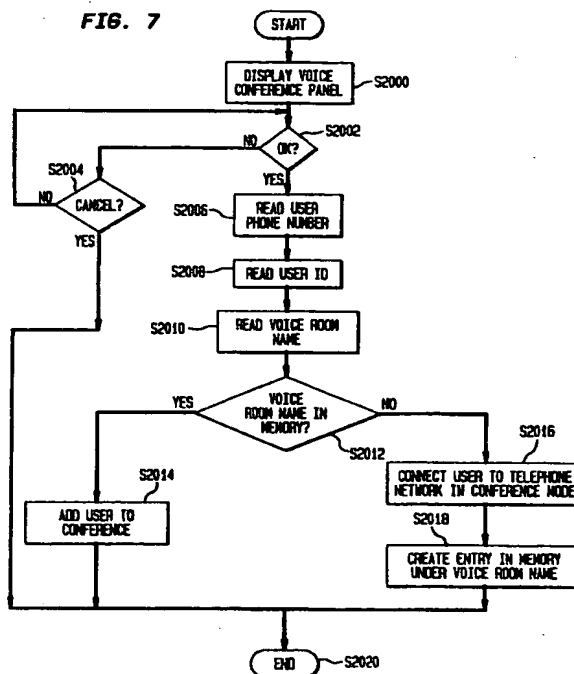 FIG. 7
START
DISPLAY VOICE
CONFERENCE PANEL
S2000
S2002
OK?
NO
YES
S2004
CANCEL?
NO
YES
S2006
READ USER
PHONE NUMBER
S2008
READ USER ID
S2010
READ VOICE ROOM
NAME
VOICE
ROOM NAME IN
MEMORY?
YES
NO
S2012
S2014
ADD USER TO
CONFERENCE
S2016
CONNECT USER TO TELEPHONE
NETWORK IN CONFERENCE MODE
S2018
CREATE ENTRY IN MEMORY
UNDER VOICE ROOM NAME
END
S2020